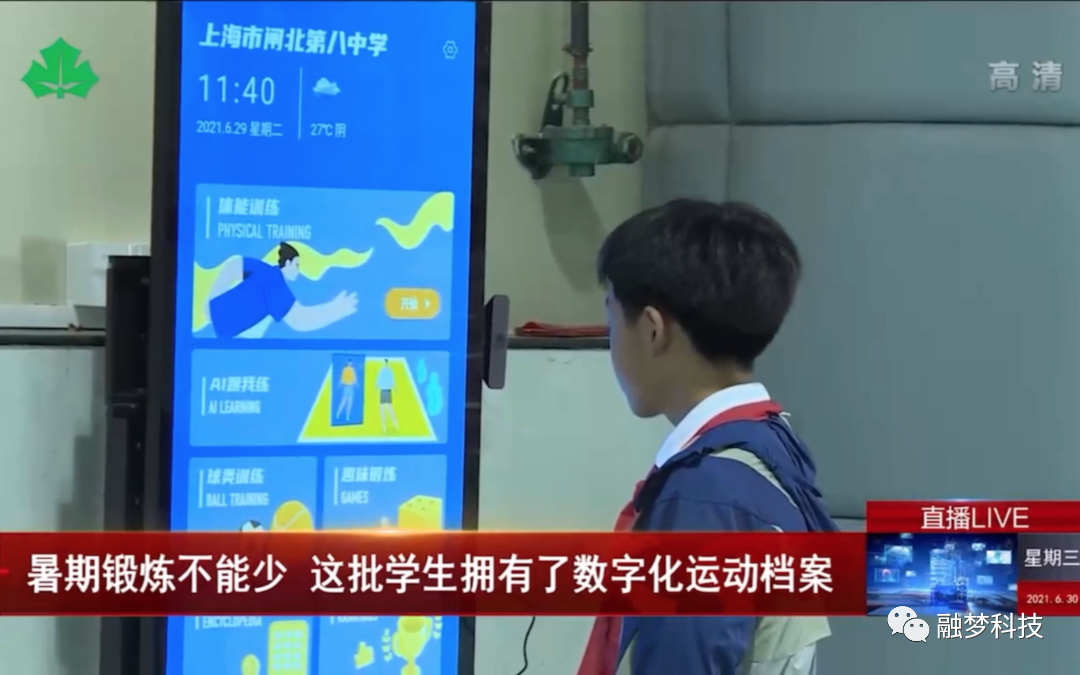 上海市闸北第八中学
11:40
2021.6.29 星期二
27℃ 阴
高清
体能训练
PHYSICAL TRAINING
开始
AI跟我练
AI LEARNING
球类训练
BALL TRAINING
趣味锻炼
GAMES
直播LIVE
暑期锻炼不能少 这批学生拥有了数字化运动档案
星期三
2021.6.30
ENCYCLOPEDIA
融梦科技